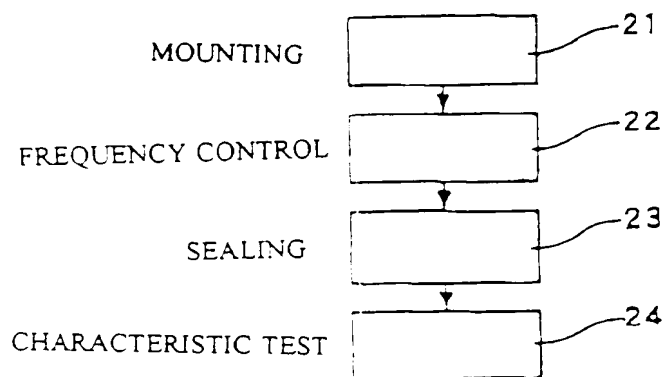 MOUNTING 21
FREQUENCY CONTROL 22
SEALING 23
CHARACTERISTIC TEST 24